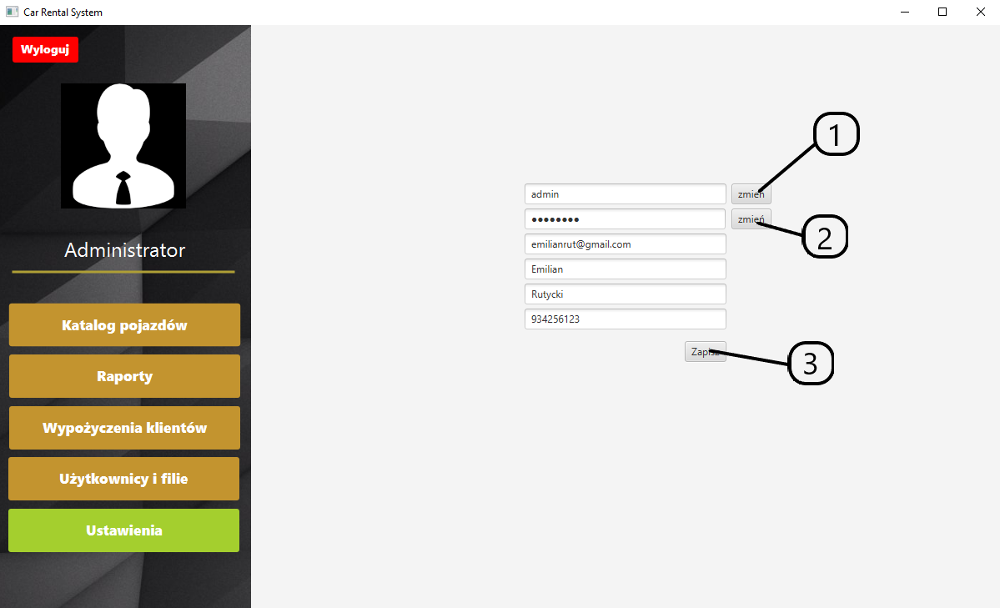 Car Rental System
Wyloguj
Administrator
Katalog pojazdów
Raporty
Wypożyczenia klientów
Użytkownicy i filie
Ustawienia
admin
zmień
1
●●●●●●●●
zmień
2
emilianrut@gmail.com
Emilian
Rutycki
934256123
Zapisz
3